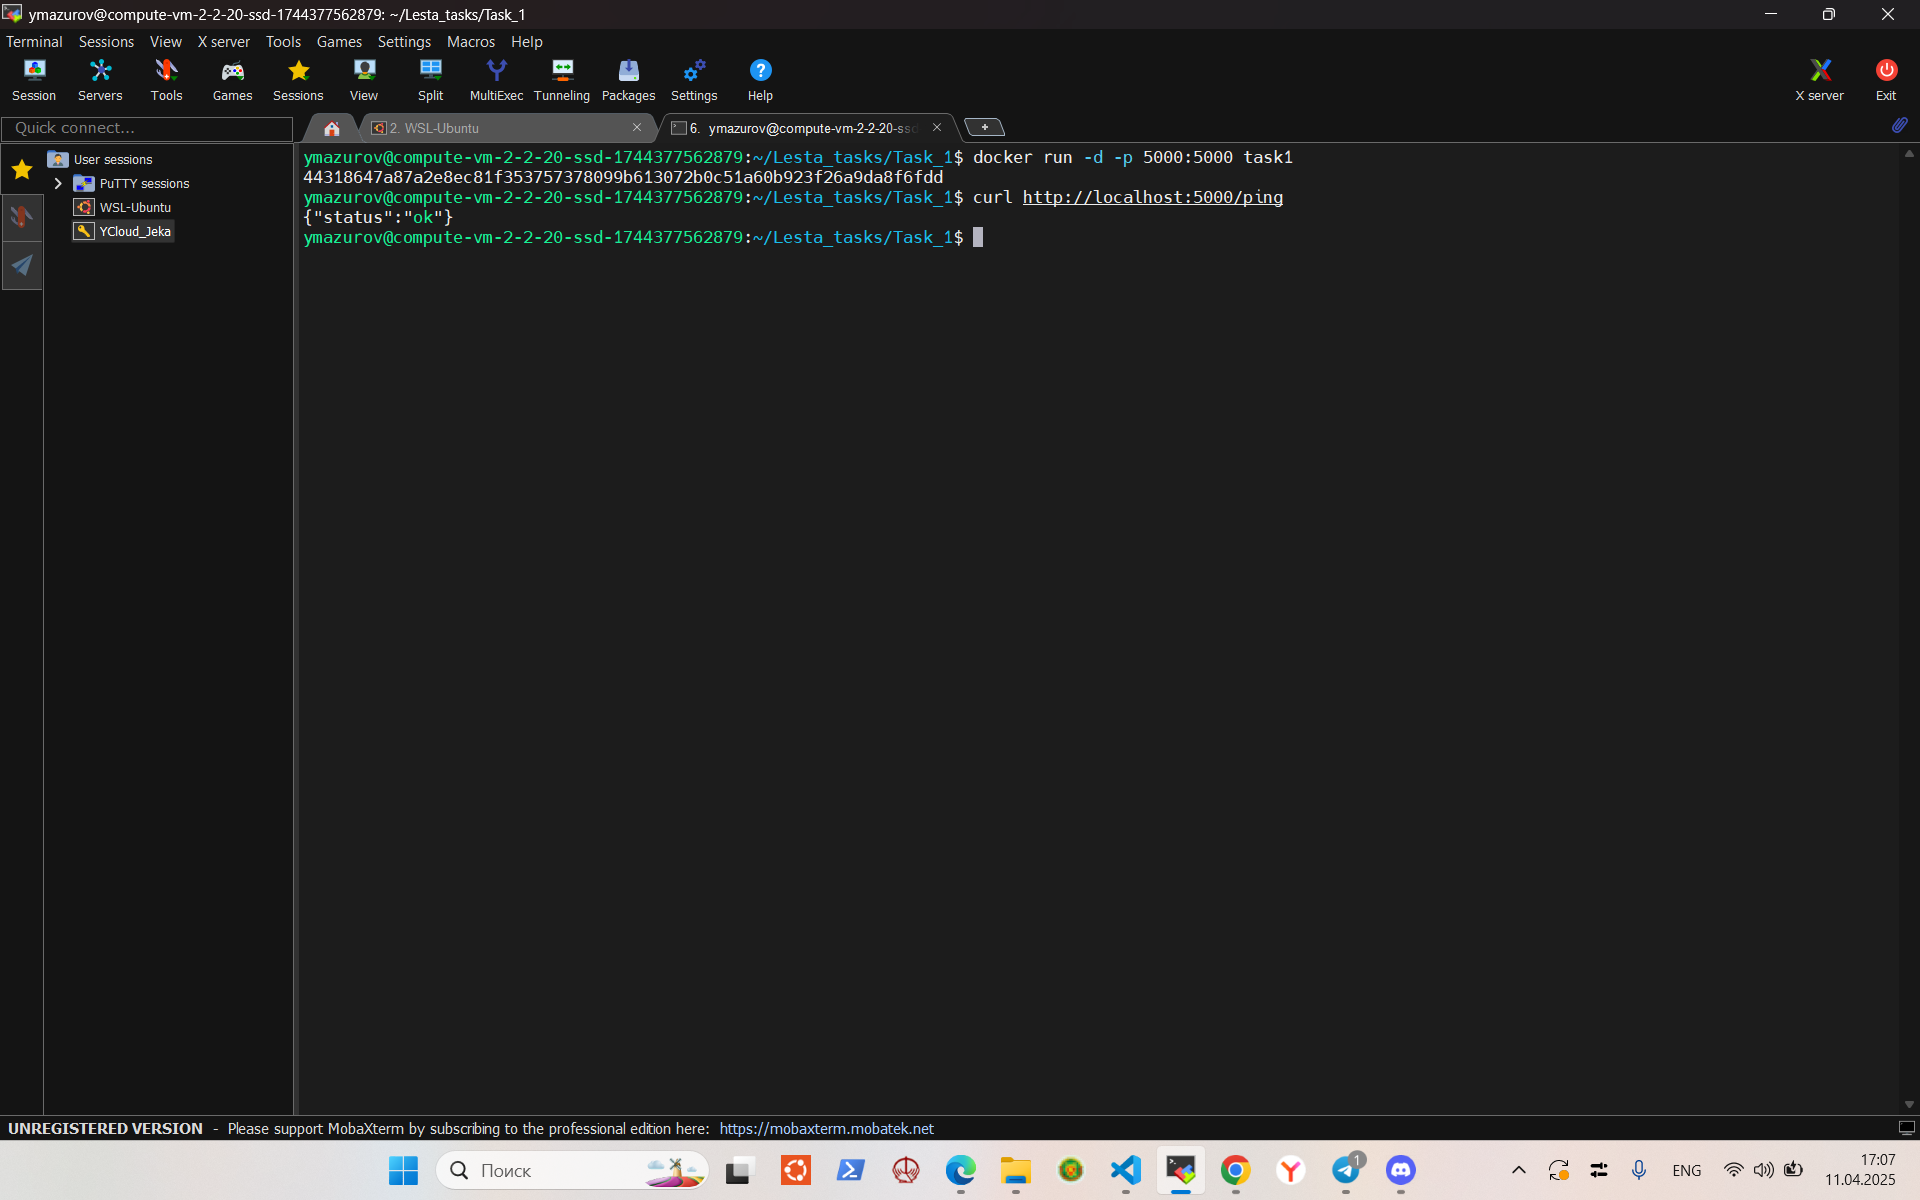 ymazurov@compute-vm-2-2-20-ssd-1744377562879: ~/Lesta_tasks/Task_1
Terminal Sessions View X server Tools Games Settings Macros Help
Session Servers Tools Games Sessions View Split MultiExec Tunneling Packages Settings Help X server Exit
Quick connect...
2. WSL-Ubuntu
6. ymazurov@compute-vm-2-2-20-ssd
User sessions
PuTTY sessions
WSL-Ubuntu
YCloud_Jeka
ymazurov@compute-vm-2-2-20-ssd-1744377562879:~/Lesta_tasks/Task_1$ docker run -d -p 5000:5000 task1
44318647a87a2e8ec81f353757378099b613072b0c51a60b923f26a9da8f6fdd
ymazurov@compute-vm-2-2-20-ssd-1744377562879:~/Lesta_tasks/Task_1$ curl http://localhost:5000/ping
{"status":"ok"}
ymazurov@compute-vm-2-2-20-ssd-1744377562879:~/Lesta_tasks/Task_1$
UNREGISTERED VERSION - Please support MobaXterm by subscribing to the professional edition here: https://mobaxterm.mobatek.net
Поиск
1
ENG
17:07
11.04.2025